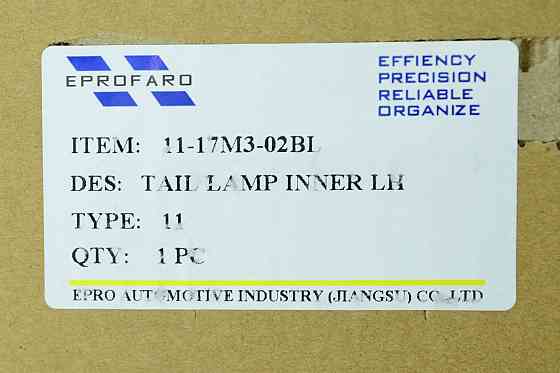 EPROFARO
EFFIENCY
PRECISION
RELIABLE
ORGANIZE
ITEM: 11-17M3-02BL
DES: TAIL LAMP INNER LH
TYPE: 11
QTY: 1 PC
EPRO AUTOMOTIVE INDUSTRY (JIANGSU) CO.,LTD